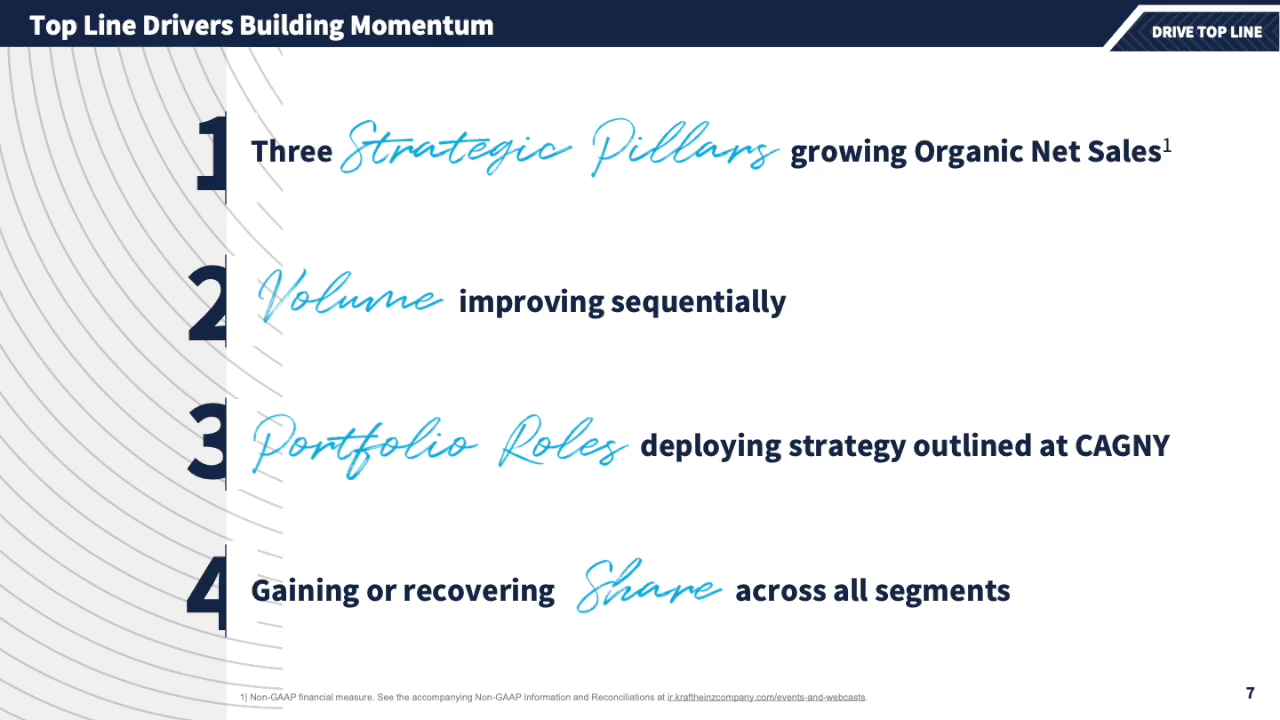 Top Line Drivers Building Momentum
DRIVE TOP LINE
1 Three Strategic Pillars growing Organic Net Sales¹
2 Volume improving sequentially
3 Portfolio Roles deploying strategy outlined at CAGNY
4 Gaining or recovering Share across all segments
1| Non-GAAP financial measure. See the accompanying Non-GAAP Information and Reconciliations at ir.kraftheinzcompany.com/events-and-webcasts.
7